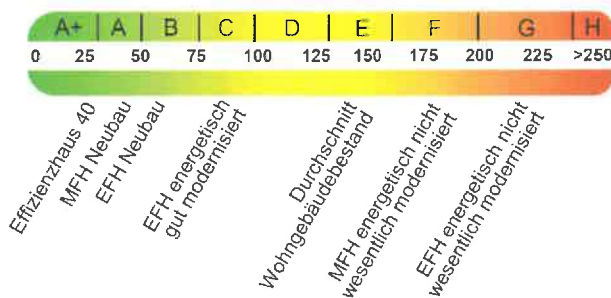 A+ A B C D E F G H
0 25 50 75 100 125 150 175 200 225 >250
Effizienzhaus 40
MFH Neubau
EFH Neubau
EFH energetisch
gut modernisiert
Durchschnitt
Wohngebäudebestand
MFH energetisch nicht
wesentlich modernisiert
EFH energetisch nicht
wesentlich modernisiert